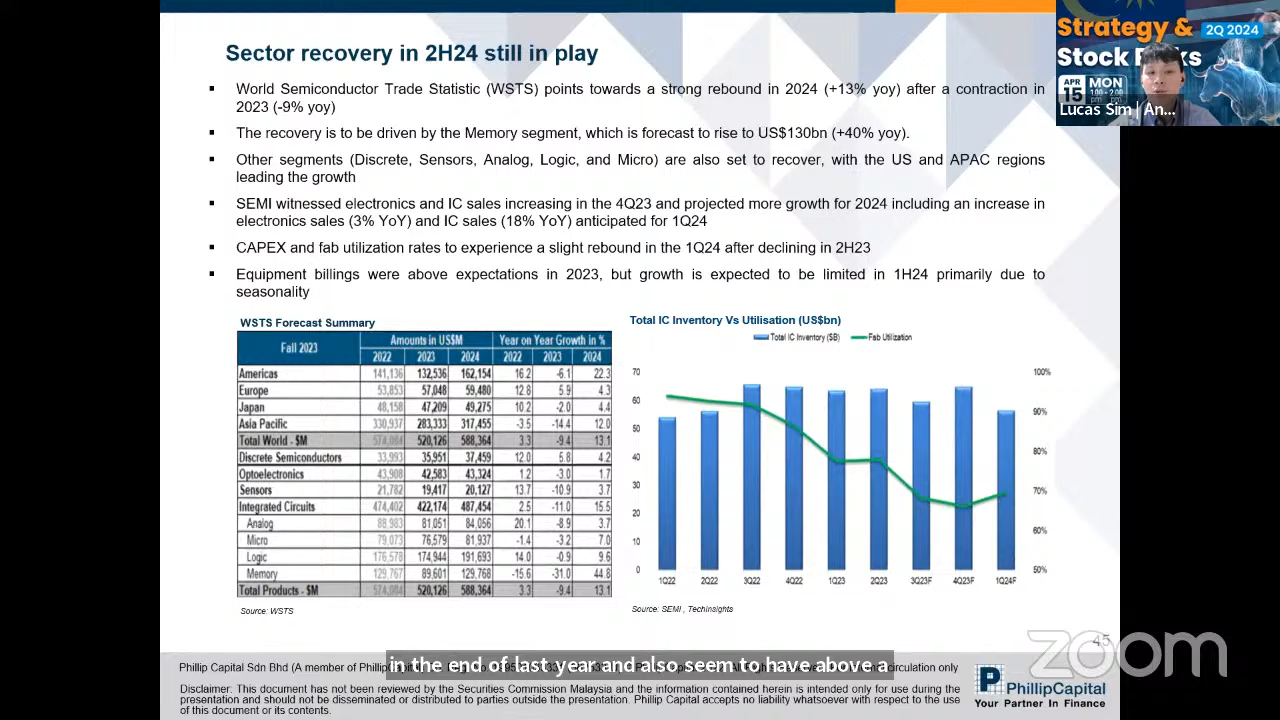 Sector recovery in 2H24 still in play
▪ World Semiconductor Trade Statistic (WSTS) points towards a strong rebound in 2024 (+13% yoy) after a contraction in
2023 (-9% yoy)
▪ The recovery is to be driven by the Memory segment, which is forecast to rise to US$130bn (+40% yoy).
▪ Other segments (Discrete, Sensors, Analog, Logic, and Micro) are also set to recover, with the US and APAC regions
leading the growth
▪ SEMI witnessed electronics and IC sales increasing in the 4Q23 and projected more growth for 2024 including an increase in
electronics sales (3% YoY) and IC sales (18% YoY) anticipated for 1Q24
▪ CAPEX and fab utilization rates to experience a slight rebound in the 1Q24 after declining in 2H23
▪ Equipment billings were above expectations in 2023, but growth is expected to be limited in 1H24 primarily due to
seasonality
WSTS Forecast Summary
Fall 2023 Amounts in US$M Year on Year Growth in %
2022 2023 2024 2022 2023 2024
Americas 141,136 132,536 162,154 16.2 -6.1 22.3
Europe 53,853 57,048 59,480 12.8 5.9 4.3
Japan 48,158 47,209 49,275 10.2 -2.0 4.4
Asia Pacific 330,937 283,333 317,455 -3.5 -14.4 12.0
Total World - $M 574,084 520,126 588,364 3.3 -9.4 13.1
Discrete Semiconductors 33,993 35,951 37,459 12.0 5.8 4.2
Optoelectronics 43,908 42,583 43,324 1.2 -3.0 1.7
Sensors 21,782 19,417 20,127 13.7 -10.9 3.7
Integrated Circuits 474,402 422,174 487,454 2.5 -11.0 15.5
Analog 88,983 81,051 84,056 20.1 -8.9 3.7
Micro 79,073 76,579 81,937 -1.4 -3.2 7.0
Logic 176,578 174,944 191,693 14.0 -0.9 9.6
Memory 129,767 89,601 129,768 -15.6 -31.0 44.8
Total Products - $M 574,084 520,126 588,364 3.3 -9.4 13.1
Source: WSTS
Total IC Inventory Vs Utilisation (US$bn)
Total IC Inventory ($B) Fab Utilization
70 100%
60 90%
50
40 80%
30 70%
20 60%
10
0 50%
1Q22 2Q22 3Q22 4Q22 1Q23 2Q23 3Q23F 4Q23F 1Q24F
Source: SEMI , TechInsights
45
Strategy & 2Q 2024
Stock
APR 15 MON
Lucas Sim | An...
zoom
in the end of last year and also seem to have above a
Phillip Capital Sdn Bhd (A member of circulation only
Disclaimer: This document has not been reviewed by the Securities Commission Malaysia and the information contained herein is intended only for use during the
presentation and should not be disseminated or distributed to parties outside the presentation. Phillip Capital accepts no liability whatsoever with respect to the use
of this document or its contents.
PhillipCapital
Your Partner In Finance